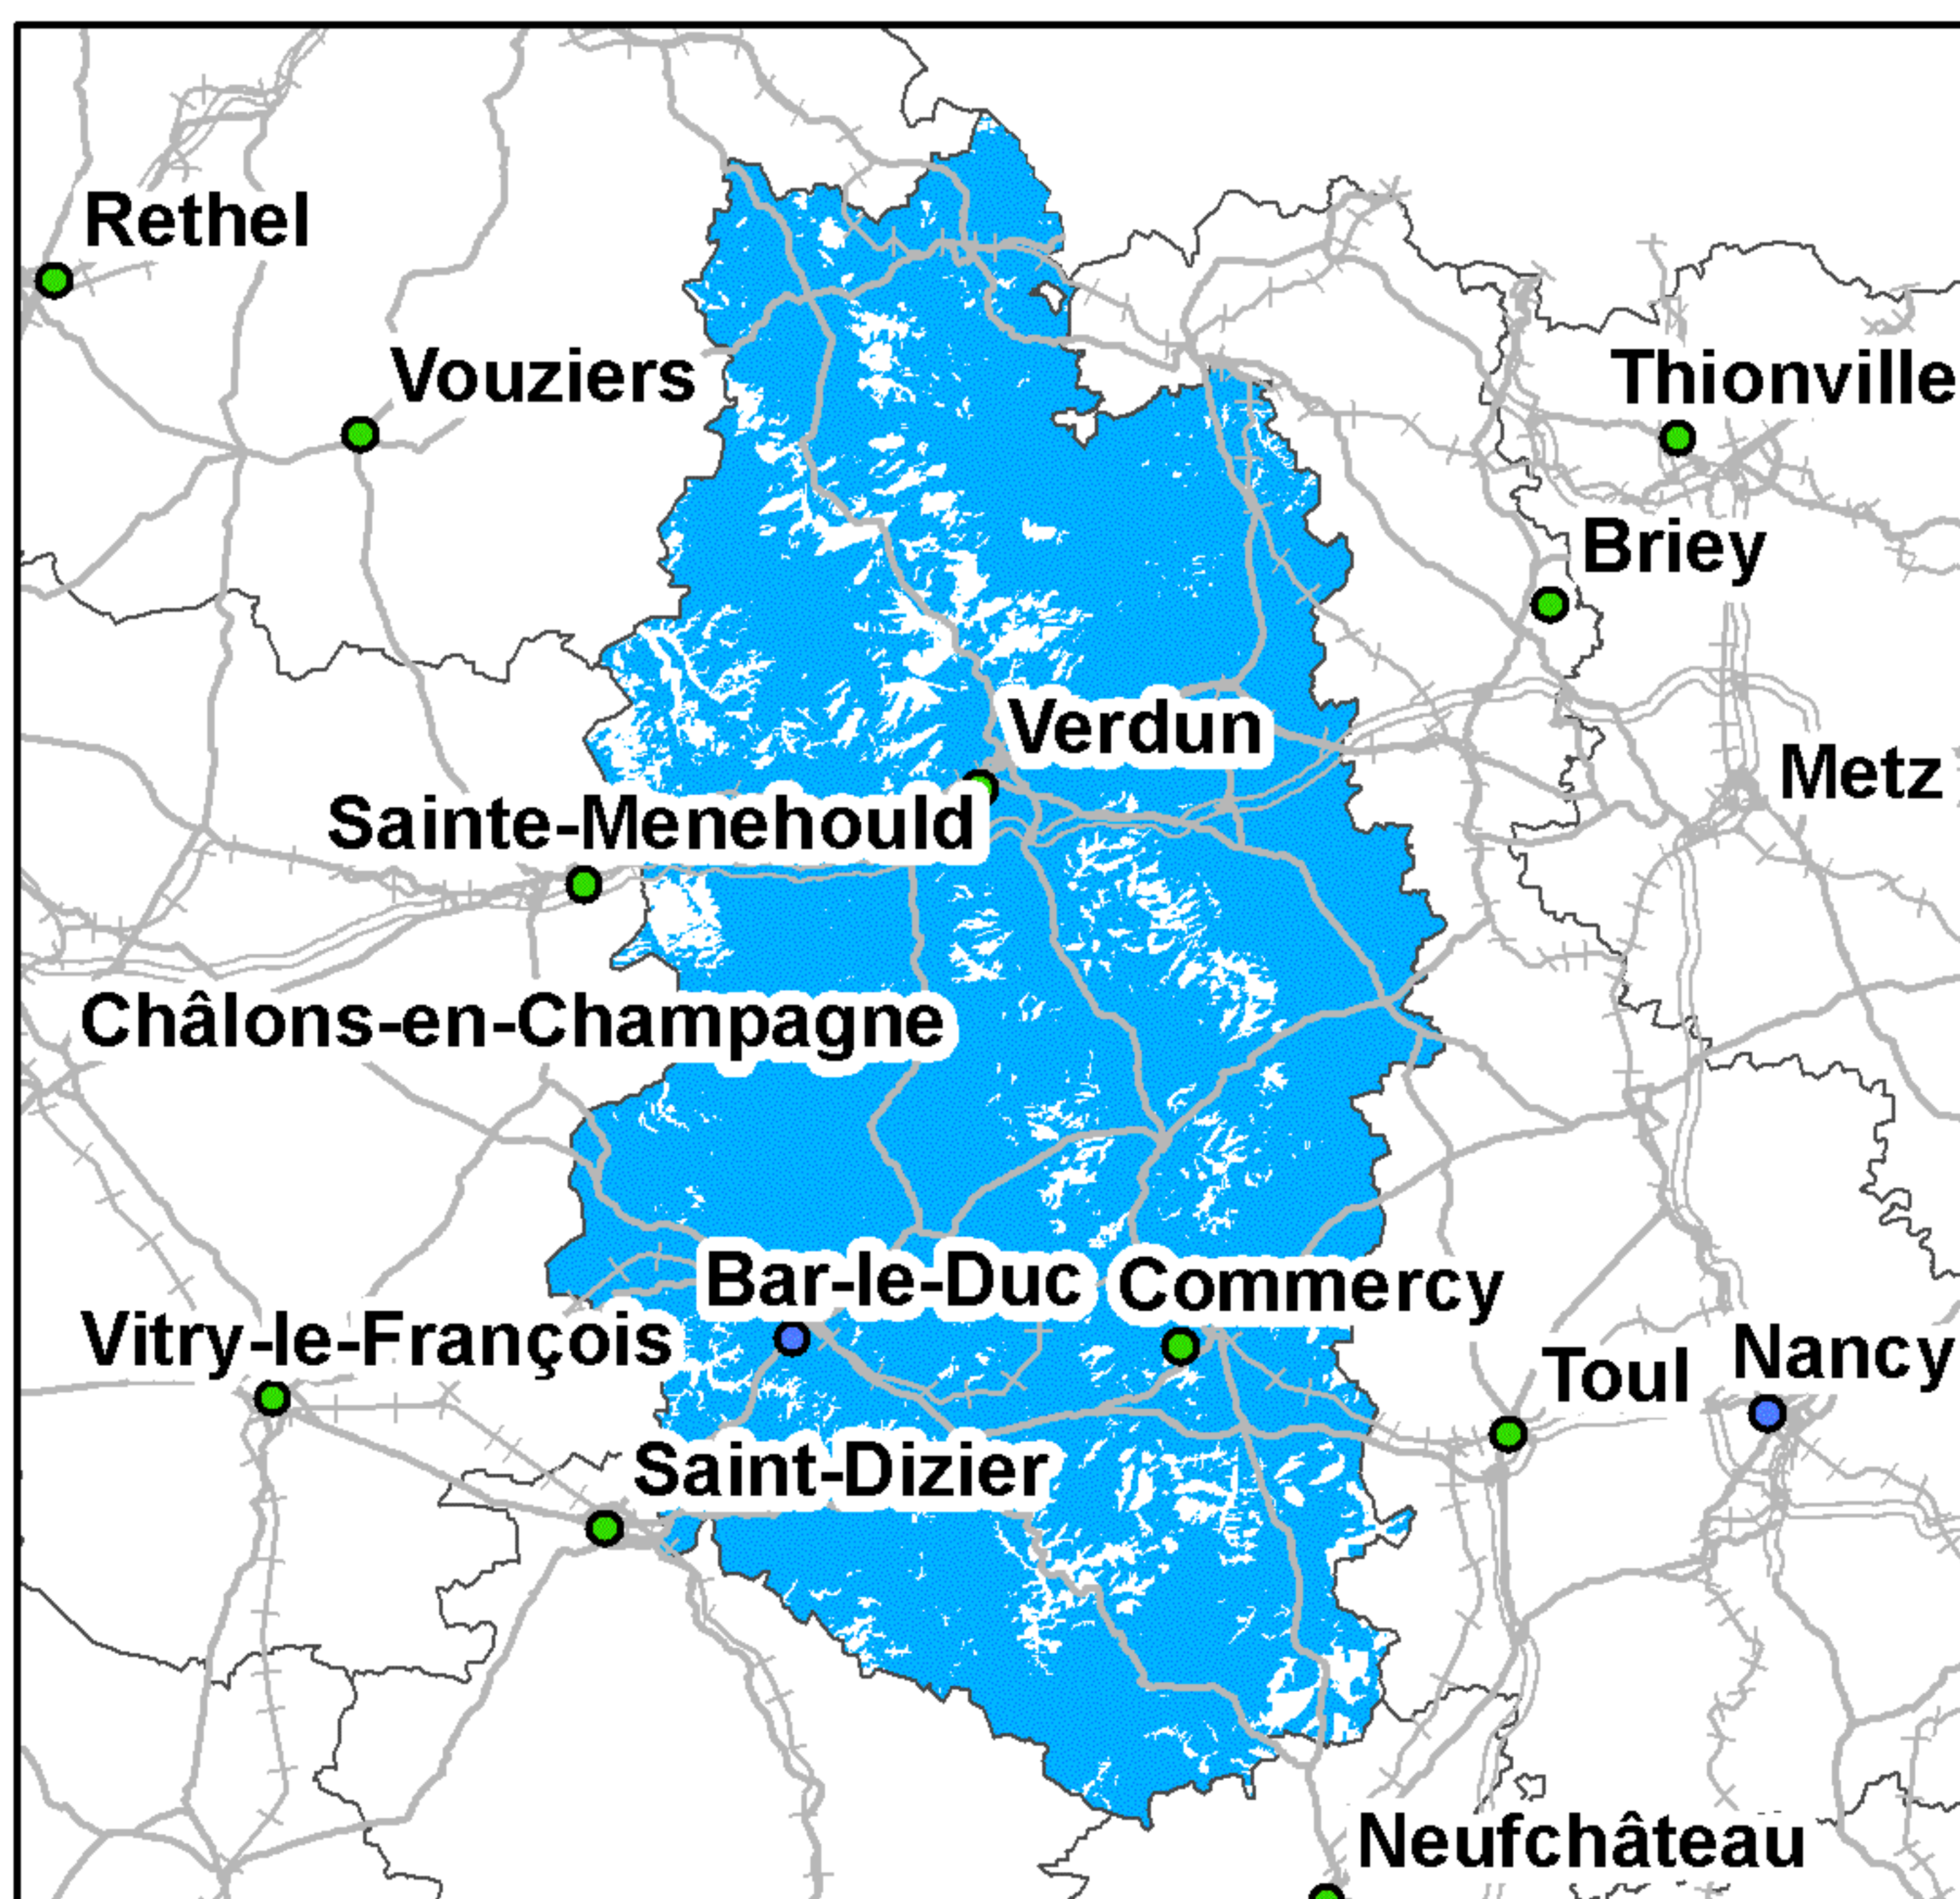 Rethel
Vouziers
Thionville
Briey
Verdun
Metz
Sainte-Menehould
Châlons-en-Champagne
Bar-le-Duc
Commercy
Vitry-le-François
Toul
Nancy
Saint-Dizier
Neufchâteau